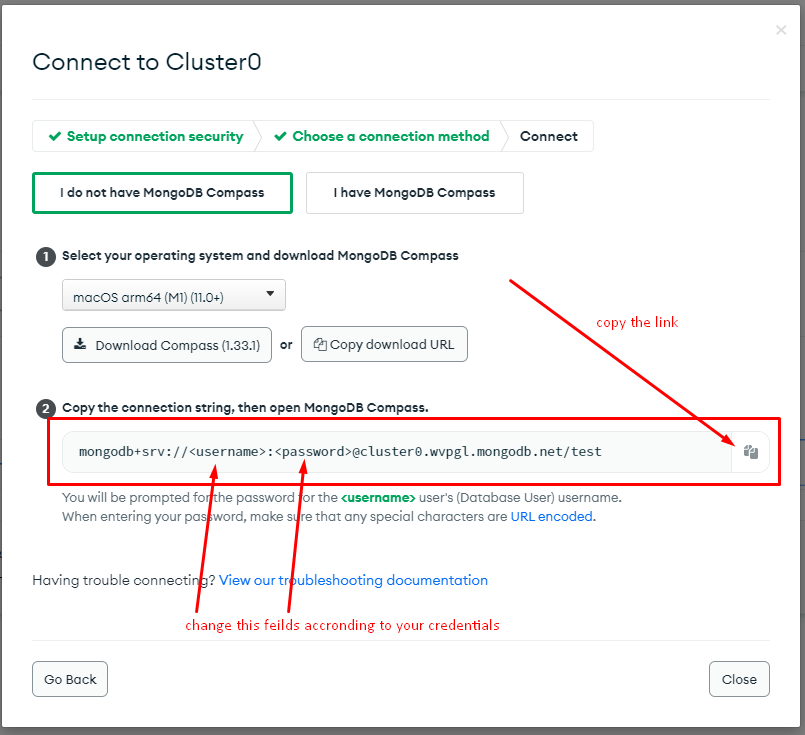 Connect to Cluster0
Setup connection security
Choose a connection method
Connect
I do not have MongoDB Compass
I have MongoDB Compass
1 Select your operating system and download MongoDB Compass
macOS arm64 (M1) (11.0+)
copy the link
Download Compass (1.33.1) or Copy download URL
2 Copy the connection string, then open MongoDB Compass.
mongodb+srv://<username>:<password>@cluster0.wvpgl.mongodb.net/test
You will be prompted for the password for the <username> user's (Database User) username.
When entering your password, make sure that any special characters are URL encoded.
Having trouble connecting? View our troubleshooting documentation
change this feilds accronding to your credentials
Go Back
Close